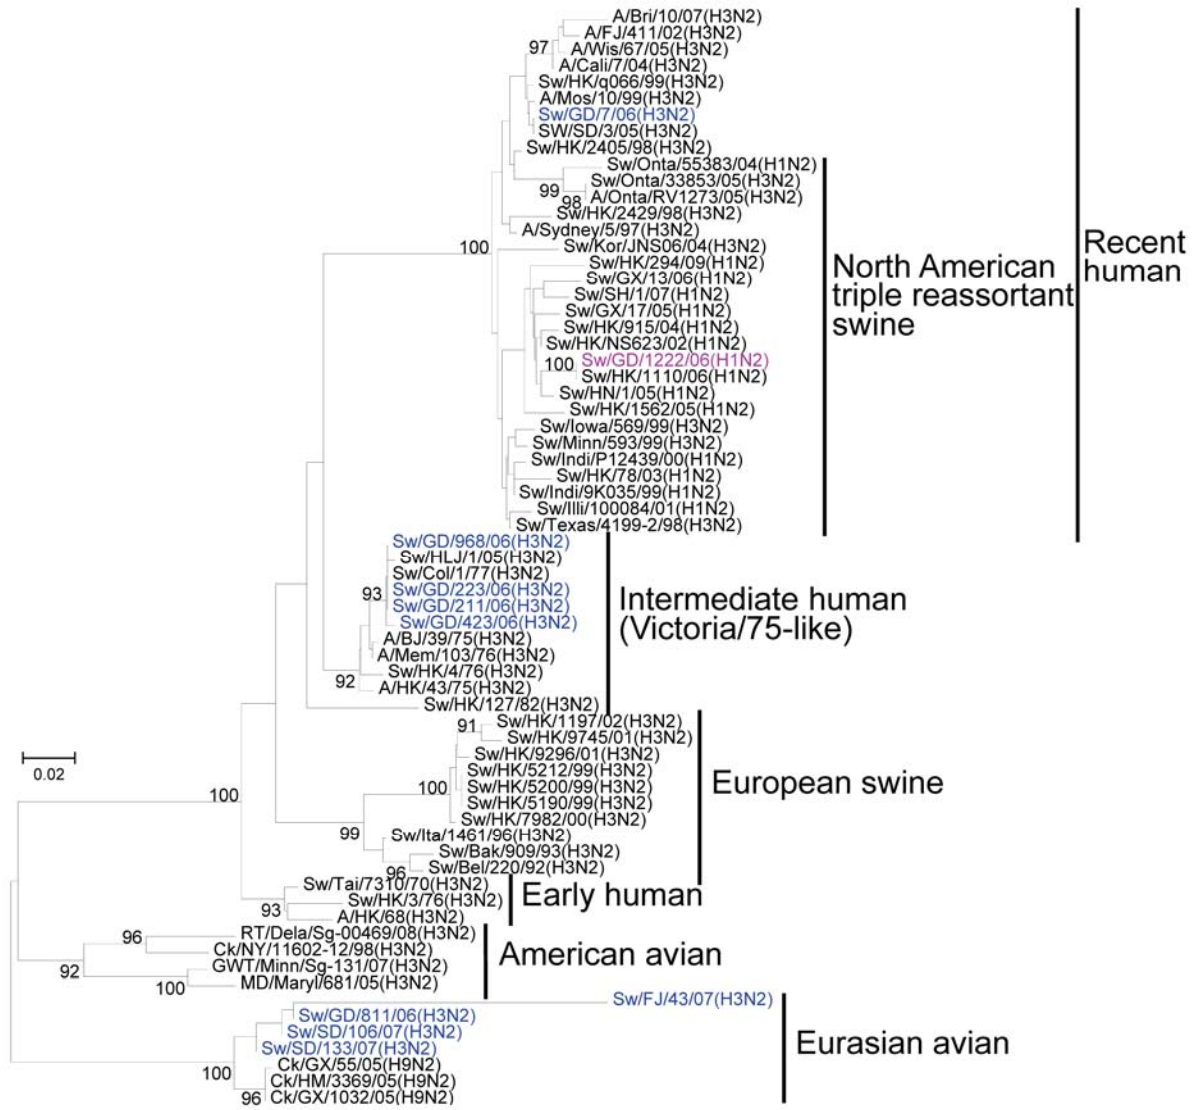 A/Bri/10/07(H3N2)
A/FJ/411/02(H3N2)
97
A/Wis/67/05(H3N2)
A/Cali/7/04(H3N2)
Sw/HK/q066/99(H3N2)
A/Mos/10/99(H3N2)
Sw/GD/7/06(H3N2)
SW/SD/3/05(H3N2)
Sw/HK/2405/98(H3N2)
Sw/Onta/55383/04(H1N2)
99
Sw/Onta/33853/05(H3N2)
98
A/Onta/RV1273/05(H3N2)
Sw/HK/2429/98(H3N2)
A/Sydney/5/97(H3N2)
100
Sw/Kor/JNS06/04(H3N2)
Sw/HK/294/09(H1N2)
Sw/GX/13/06(H1N2)
Sw/SH/1/07(H1N2)
Sw/GX/17/05(H1N2)
Sw/HK/915/04(H1N2)
Sw/HK/NS623/02(H1N2)
Sw/GD/1222/06(H1N2)
100
Sw/HK/1110/06(H1N2)
Sw/HN/1/05(H1N2)
Sw/HK/1562/05(H1N2)
Sw/Iowa/569/99(H3N2)
Sw/Minn/593/99(H3N2)
Sw/Indi/P12439/00(H1N2)
Sw/HK/78/03(H1N2)
Sw/Indi/9K035/99(H1N2)
Sw/Illi/100084/01(H1N2)
Sw/Texas/4199-2/98(H3N2)
North American
triple reassortant
swine
Recent
human
Sw/GD/968/06(H3N2)
Sw/HLJ/1/05(H3N2)
Sw/Col/1/77(H3N2)
93
Sw/GD/223/06(H3N2)
Sw/GD/211/06(H3N2)
Sw/GD/423/06(H3N2)
A/BJ/39/75(H3N2)
A/Mem/103/76(H3N2)
Sw/HK/4/76(H3N2)
92
A/HK/43/75(H3N2)
Sw/HK/127/82(H3N2)
Intermediate human
(Victoria/75-like)
Sw/HK/1197/02(H3N2)
91
Sw/HK/9745/01(H3N2)
Sw/HK/9296/01(H3N2)
Sw/HK/5212/99(H3N2)
100
Sw/HK/5200/99(H3N2)
Sw/HK/5190/99(H3N2)
Sw/HK/7982/00(H3N2)
99
Sw/Ita/1461/96(H3N2)
Sw/Bak/909/93(H3N2)
96
Sw/Bel/220/92(H3N2)
European swine
0.02
100
Sw/Tai/7310/70(H3N2)
Sw/HK/3/76(H3N2)
93
A/HK/68(H3N2)
Early human
RT/Dela/Sg-00469/08(H3N2)
96
Ck/NY/11602-12/98(H3N2)
92
GWT/Minn/Sg-131/07(H3N2)
100
MD/Maryl/681/05(H3N2)
American avian
Sw/FJ/43/07(H3N2)
Sw/GD/811/06(H3N2)
Sw/SD/106/07(H3N2)
Sw/SD/133/07(H3N2)
Ck/GX/55/05(H9N2)
100
Ck/HM/3369/05(H9N2)
96
Ck/GX/1032/05(H9N2)
Eurasian avian